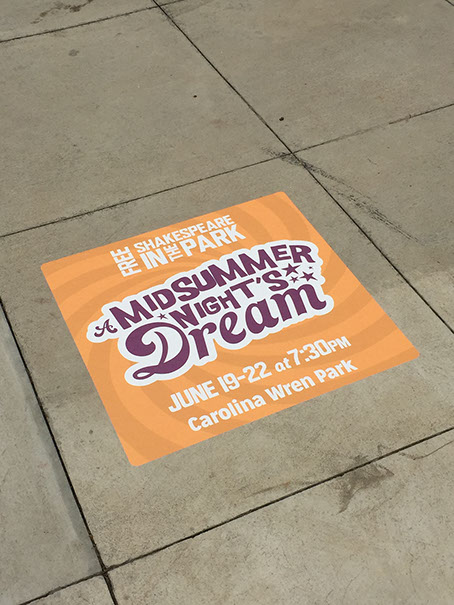 FREE SHAKESPEARE
IN THE PARK
A MIDSUMMER
NIGHT'S
Dream
JUNE 19-22 at 7:30PM
Carolina Wren Park